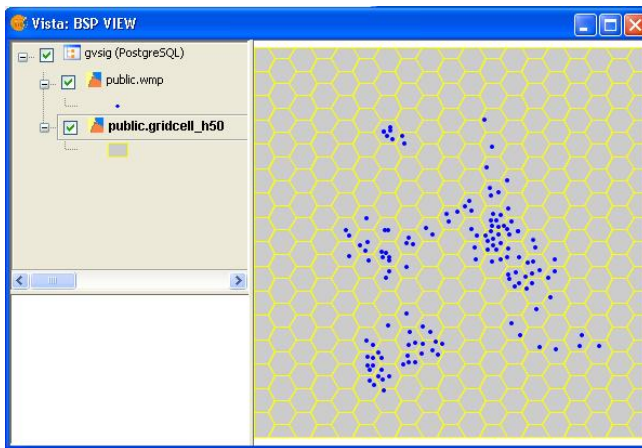 Vista: BSP VIEW
gvsig (PostgreSQL)
public.wmp
public.gridcell_h50